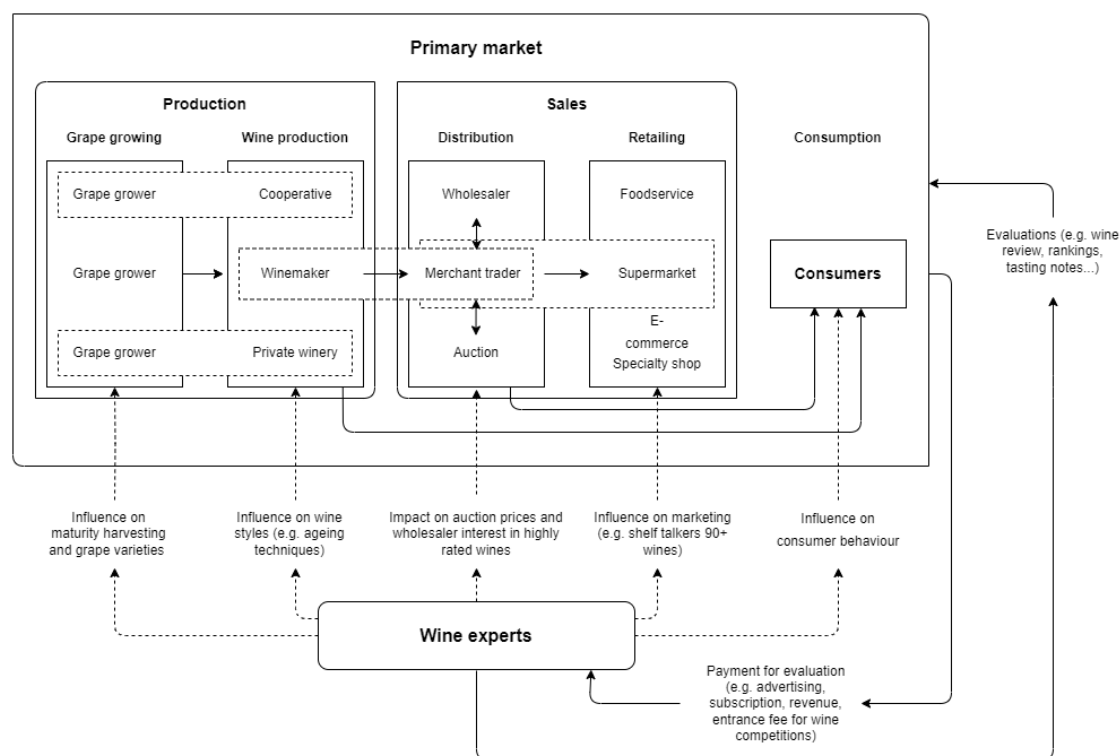 Primary market
Production
Sales
Grape growing
Wine production
Distribution
Retailing
Consumption
Grape grower
Cooperative
Wholesaler
Foodservice
Grape grower
Winemaker
Merchant trader
Supermarket
Consumers
Grape grower
Private winery
Auction
E-
commerce
Specialty shop
Evaluations (e.g. wine
review, rankings,
tasting notes...)
Influence on
maturity harvesting
and grape varieties
Influence on wine
styles (e.g. ageing
techniques)
Impact on auction prices and
wholesaler interest in highly
rated wines
Influence on marketing
(e.g. shelf talkers 90+
wines)
Influence on
consumer behaviour
Wine experts
Payment for evaluation
(e.g. advertising,
subscription, revenue,
entrance fee for wine
competitions)